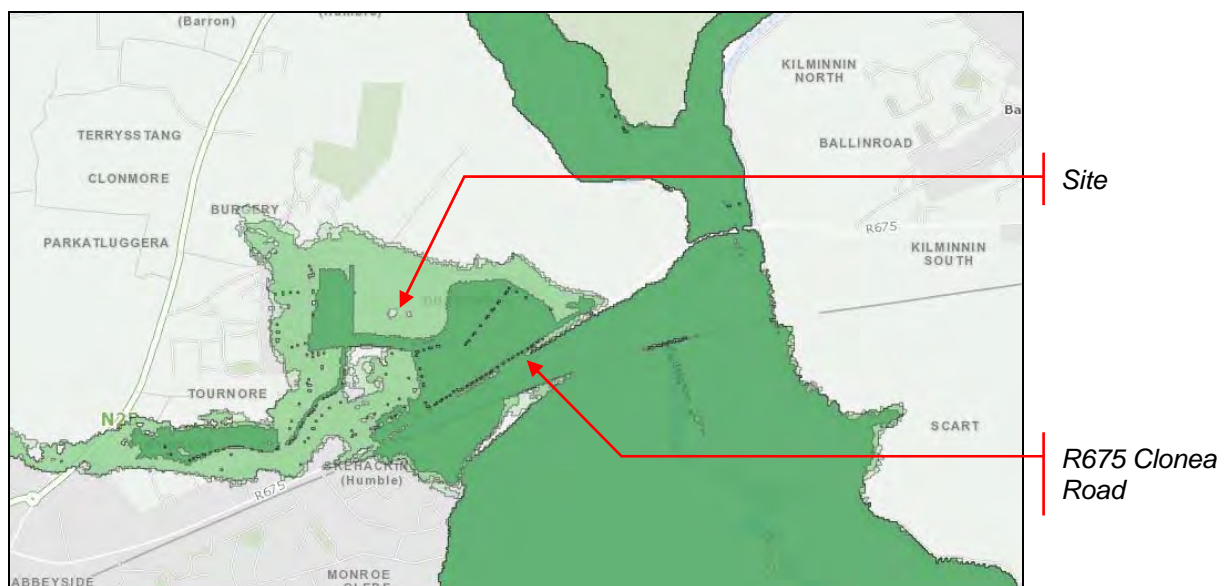 (Barron)
KILMINNIN
NORTH
TERRYSSTANG
BALLINROAD
CLONMORE
Site
BURGERY
R675
PARKATLUGGERA
KILMINNIN
SOUTH
TOURNORE
SCART
(Humble)
R675
R675 Clonea
Road
ABBEYSIDE
MONROE